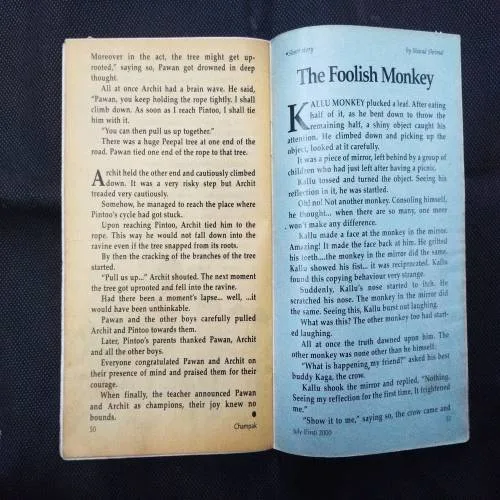 Moreover in the act, the tree might get up-
rooted," saying so, Pawan got drowned in deep
thought.
All at once Archit had a brain wave. He said,
"Pawan, you keep holding the rope tightly. I shall
climb down. As soon as I reach Pintoo, I shall tie
him with it.
"You can then pull us up together."
There was a huge Peepal tree at one end of the
road. Pawan tied one end of the rope to that tree.
Archit held the other end and cautiously climbed
down. It was a very risky step but Archit
treaded very cautiously.
Somehow, he managed to reach the place where
Pintoo's cycle had got stuck.
Upon reaching Pintoo, Archit tied him to the
rope. This way he would not fall down into the
ravine even if the tree snapped from its roots.
By then the cracking of the branches of the tree
started.
"Pull us up..." Archit shouted. The next moment
the tree got uprooted and fell into the ravine.
Had there been a moment's lapse... well, ...it
would have been unthinkable.
Pawan and the other boys carefully pulled
Archit and Pintoo towards them.
Later, Pintoo's parents thanked Pawan, Archit
and all the other boys.
Everyone congratulated Pawan and Archit on
their presence of mind and praised them for their
courage.
When finally, the teacher announced Pawan
and Archit as champions, their joy knew no
bounds.
50
Champak
Short story
by
The Foolish Monkey
KALLU MONKEY plucked a leaf. After eating
half of it, as he bent down to throw the
remaining half, a shiny object caught his
attention. He climbed down and picking up the
object, looked at it carefully.
It was a piece of mirror, left behind by a group of
children who had just left after having a picnic.
Kallu tossed and turned the object. Seeing his
reflection in it, he was startled.
Oh! no! Not another monkey. Consoling himself,
he thought... when there are so many, one more
won't make any difference.
Kallu made a face at the monkey in the mirror.
Amazing! It made the face back at him. He gritted
his teeth....the monkey in the mirror did the same.
Kallu showed his fist... it was reciprocated. Kallu
found this copying behaviour very strange.
Suddenly, Kallu's nose started to itch. He
scratched his nose. The monkey in the mirror did
the same. Seeing this, Kallu burst out laughing.
What was this? The other monkey too had start-
ed laughing.
All at once the truth dawned upon him. The
other monkey was none other than he himself.
"What is happening my friend?" asked his best
buddy Kaga, the crow.
Kallu shook the mirror and replied, "Nothing.
Seeing my reflection for the first time, it frightened
me."
"Show it to me," saying so, the crow came and
July (First) 2000
51